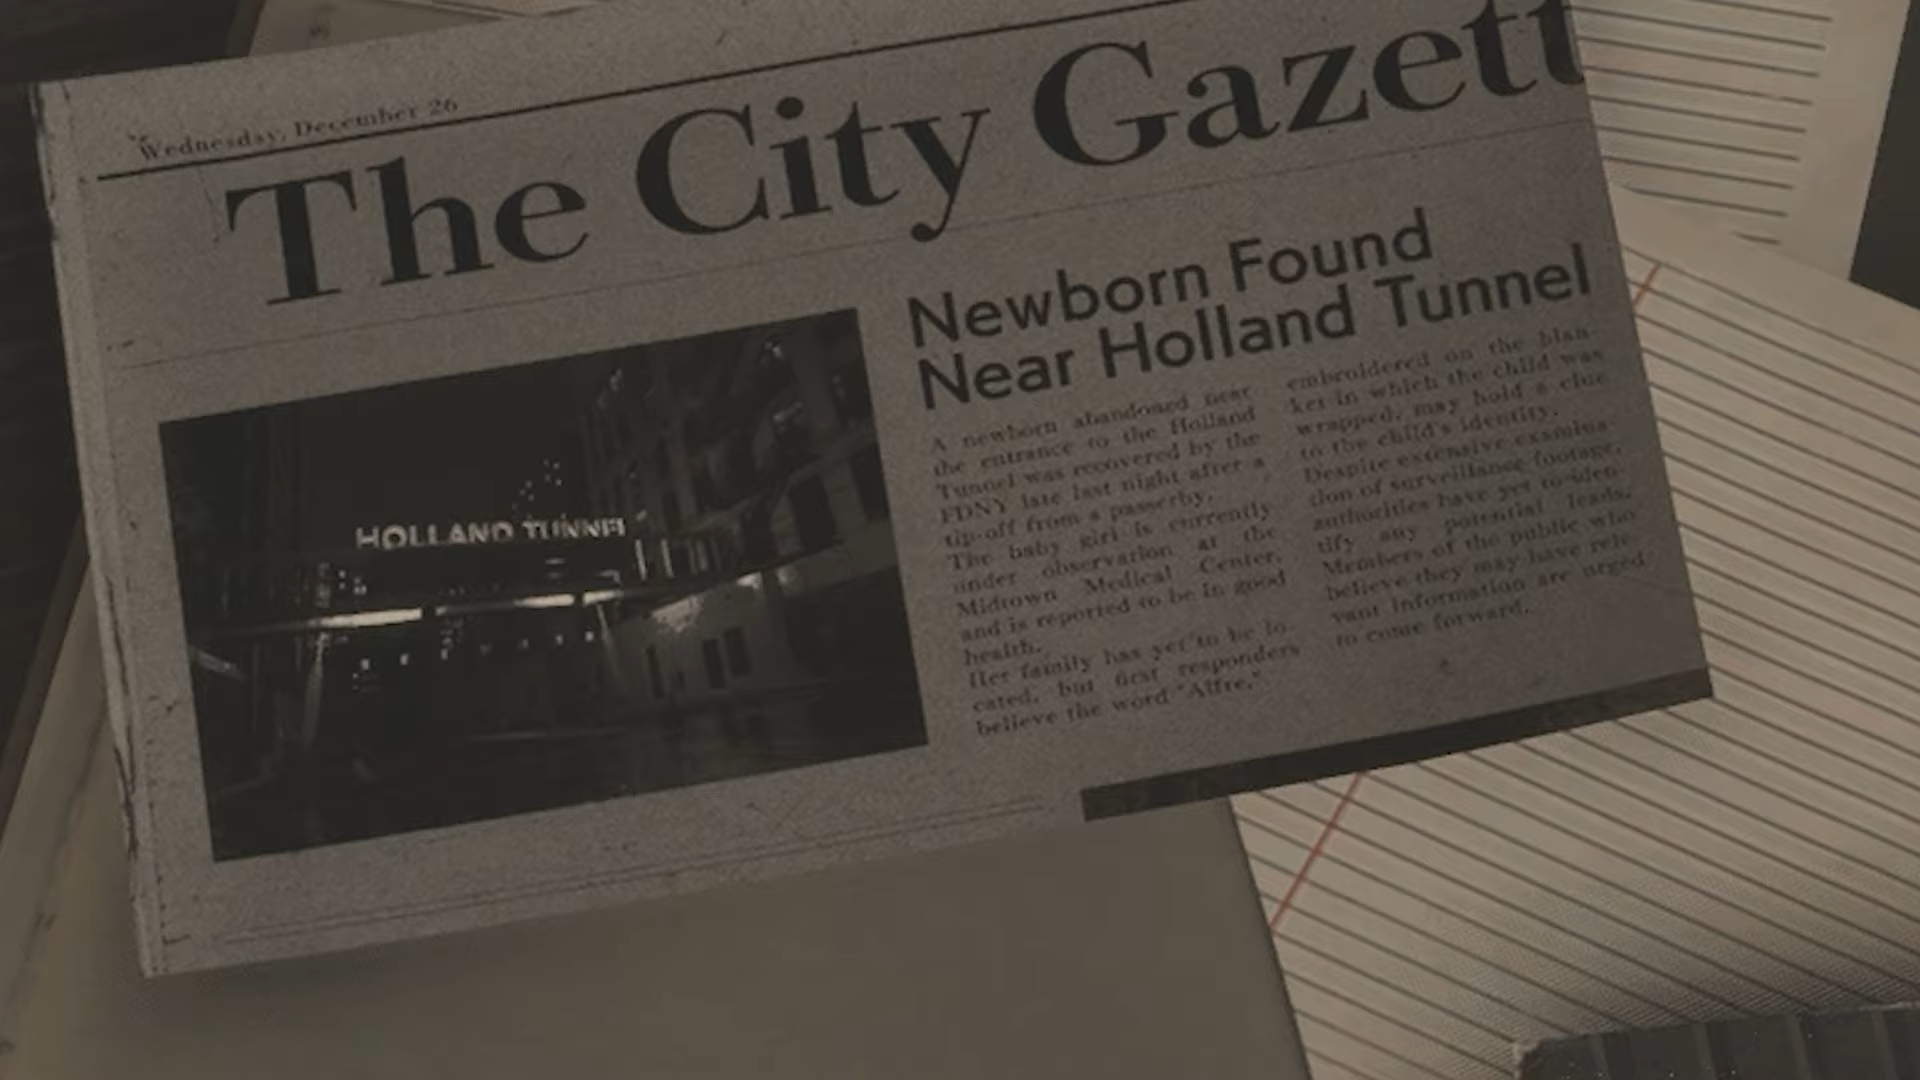 Wednesday, December 26
The City Gazett
Newborn Found
Near Holland Tunnel
HOLLAND TUNNEL
A newborn abandoned near
the entrance to the Holland
Tunnel was recovered by the
FDNY late last night after a
tip-off from a passerby.
The baby girl is currently
under observation at the
Midtown Medical Center,
and is reported to be in good
health.
Her family has yet to be lo-
cated, but first responders
believe the word "Alfre,"
embroidered on the blan-
ket in which the child was
wrapped, may hold a clue
to the child's identity.
Despite extensive examina-
tion of surveillance footage,
authorities have yet to iden-
tify any potential leads.
Members of the public who
believe they may have rele-
vant information are urged
to come forward.